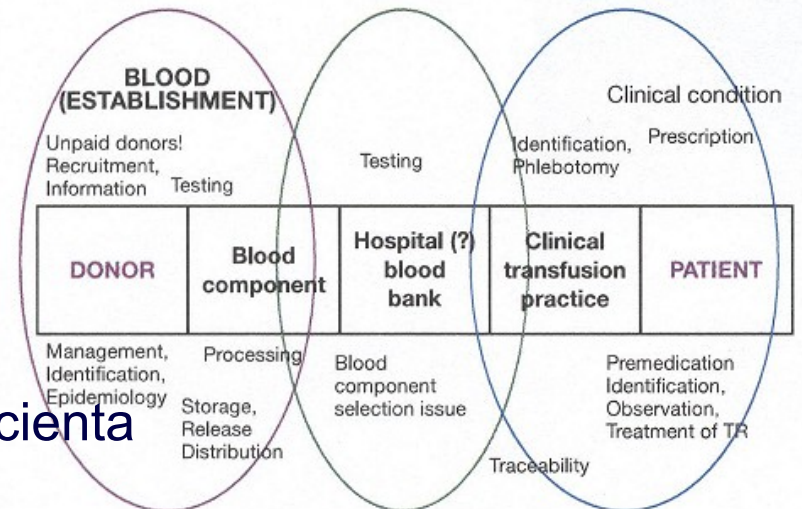 BLOOD
(ESTABLISHMENT)
Unpaid donors!
Recruitment,
Information
Testing
Testing
Identification,
Phlebotomy
Clinical condition
Prescription
DONOR
Blood
component
Hospital (?)
blood
bank
Clinical
transfusion
practice
PATIENT
Management,
Identification,
Epidemiology
Processing
Storage,
Release
Distribution
Blood
component
selection issue
Traceability
Premedication
Identification,
Observation,
Treatment of TR
cienta